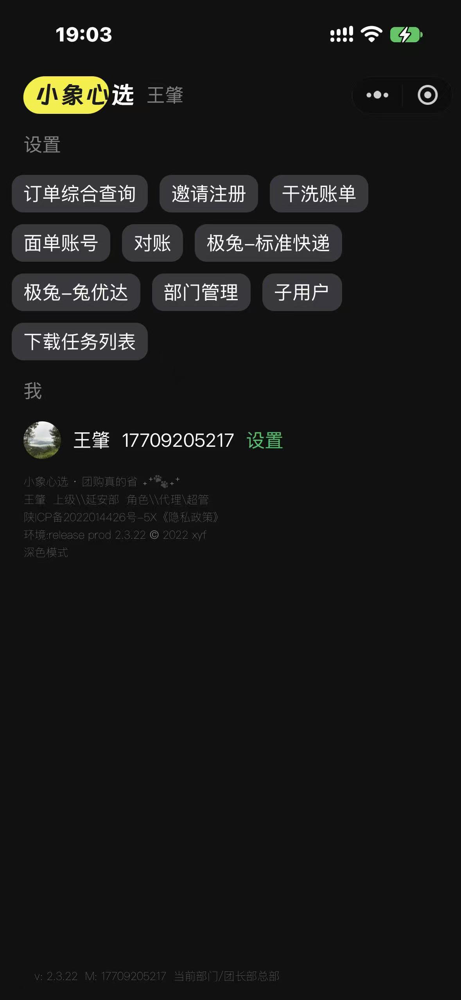 19:03
小象心选 王肇
设置
订单综合查询 邀请注册 干洗账单
面单账号 对账 极兔-标准快递
极兔-兔优达 部门管理 子用户
下载任务列表
我
王肇 17709205217 设置
小象心选 · 团购真的省 ₊⁺🐾₊⁺
王肇 上级\\延安部 角色\\代理\超管
陕ICP备2022014426号-5X《隐私政策》
环境:release prod 2.3.22 © 2022 xyf
深色模式
v: 2.3.22 M: 17709205217 当前部门/团长部总部